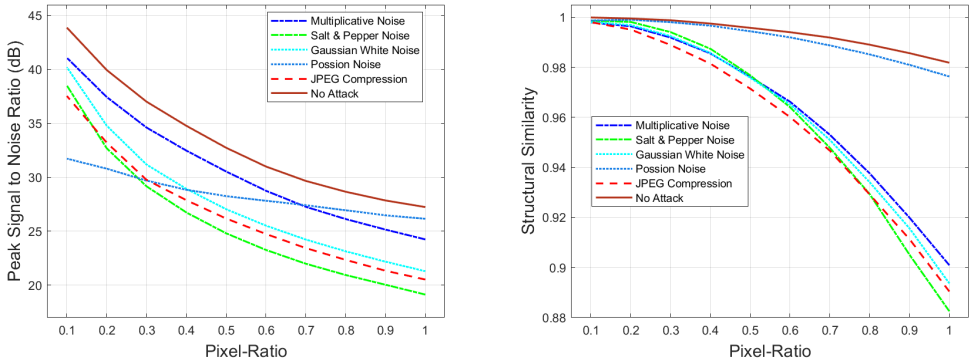 Peak Signal to Noise Ratio (dB)
45
40
35
30
25
20
0.1 0.2 0.3 0.4 0.5 0.6 0.7 0.8 0.9 1
Pixel-Ratio
Multiplicative Noise
Salt & Pepper Noise
Gaussian White Noise
Possion Noise
JPEG Compression
No Attack
Structural Similarity
1
0.98
0.96
0.94
0.92
0.9
0.88
0.1 0.2 0.3 0.4 0.5 0.6 0.7 0.8 0.9 1
Pixel-Ratio
Multiplicative Noise
Salt & Pepper Noise
Gaussian White Noise
Possion Noise
JPEG Compression
No Attack